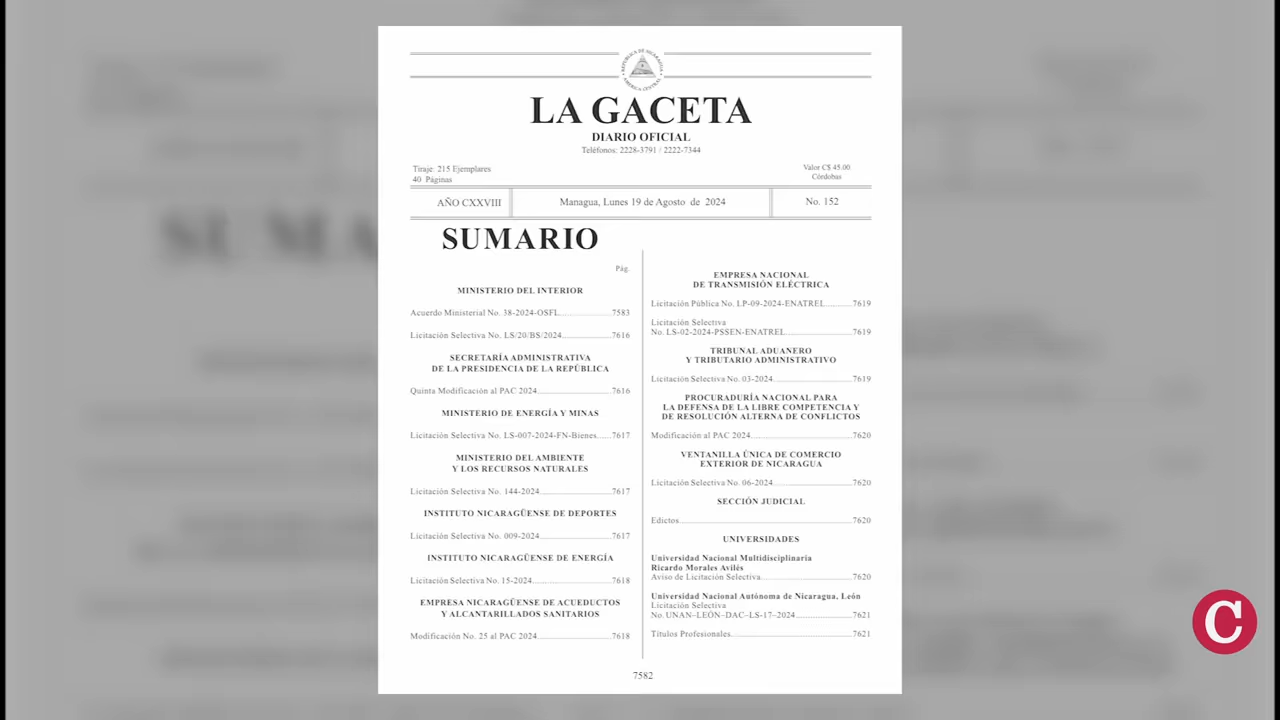 REPÚBLICA DE NICARAGUA
AMÉRICA CENTRAL
LA GACETA
DIARIO OFICIAL
Teléfonos: 2228-3791 / 2222-7344
Tiraje: 215 Ejemplares
40 Páginas
Valor C$ 45.00
Córdobas
AÑO CXXVIII
Managua, Lunes 19 de Agosto de 2024
No. 152
SUMARIO
Pág.
MINISTERIO DEL INTERIOR
Acuerdo Ministerial No. 38-2024-OSFL....................7583
Licitación Selectiva No. LS/20/BS/2024..................7616
SECRETARÍA ADMINISTRATIVA
DE LA PRESIDENCIA DE LA REPÚBLICA
Quinta Modificación al PAC 2024..........................7616
MINISTERIO DE ENERGÍA Y MINAS
Licitación Selectiva No. LS-007-2024-FN-Bienes.....7617
MINISTERIO DEL AMBIENTE
Y LOS RECURSOS NATURALES
Licitación Selectiva No. 144-2024.........................7617
INSTITUTO NICARAGÜENSE DE DEPORTES
Licitación Selectiva No. 009-2024.........................7617
INSTITUTO NICARAGÜENSE DE ENERGÍA
Licitación Selectiva No. 15-2024...........................7618
EMPRESA NICARAGÜENSE DE ACUEDUCTOS
Y ALCANTARILLADOS SANITARIOS
Modificación No. 25 al PAC 2024..........................7618
EMPRESA NACIONAL
DE TRANSMISIÓN ELÉCTRICA
Licitación Pública No. LP-09-2024-ENATREL.........7619
Licitación Selectiva
No. LS-02-2024-PSSEN-ENATREL......................7619
TRIBUNAL ADUANERO
Y TRIBUTARIO ADMINISTRATIVO
Licitación Selectiva No. 03-2024...........................7619
PROCURADURÍA NACIONAL PARA
LA DEFENSA DE LA LIBRE COMPETENCIA Y
DE RESOLUCIÓN ALTERNA DE CONFLICTOS
Modificación al PAC 2024....................................7620
VENTANILLA ÚNICA DE COMERCIO
EXTERIOR DE NICARAGUA
Licitación Selectiva No. 06-2024...........................7620
SECCIÓN JUDICIAL
Edictos..............................................................7620
UNIVERSIDADES
Universidad Nacional Multidisciplinaria
Ricardo Morales Avilés
Aviso de Licitación Selectiva................................7620
Universidad Nacional Autónoma de Nicaragua, León
Licitación Selectiva
No. UNAN–LEÓN–DAC–LS-17–2024...................7621
Títulos Profesionales..........................................7621
7582
C